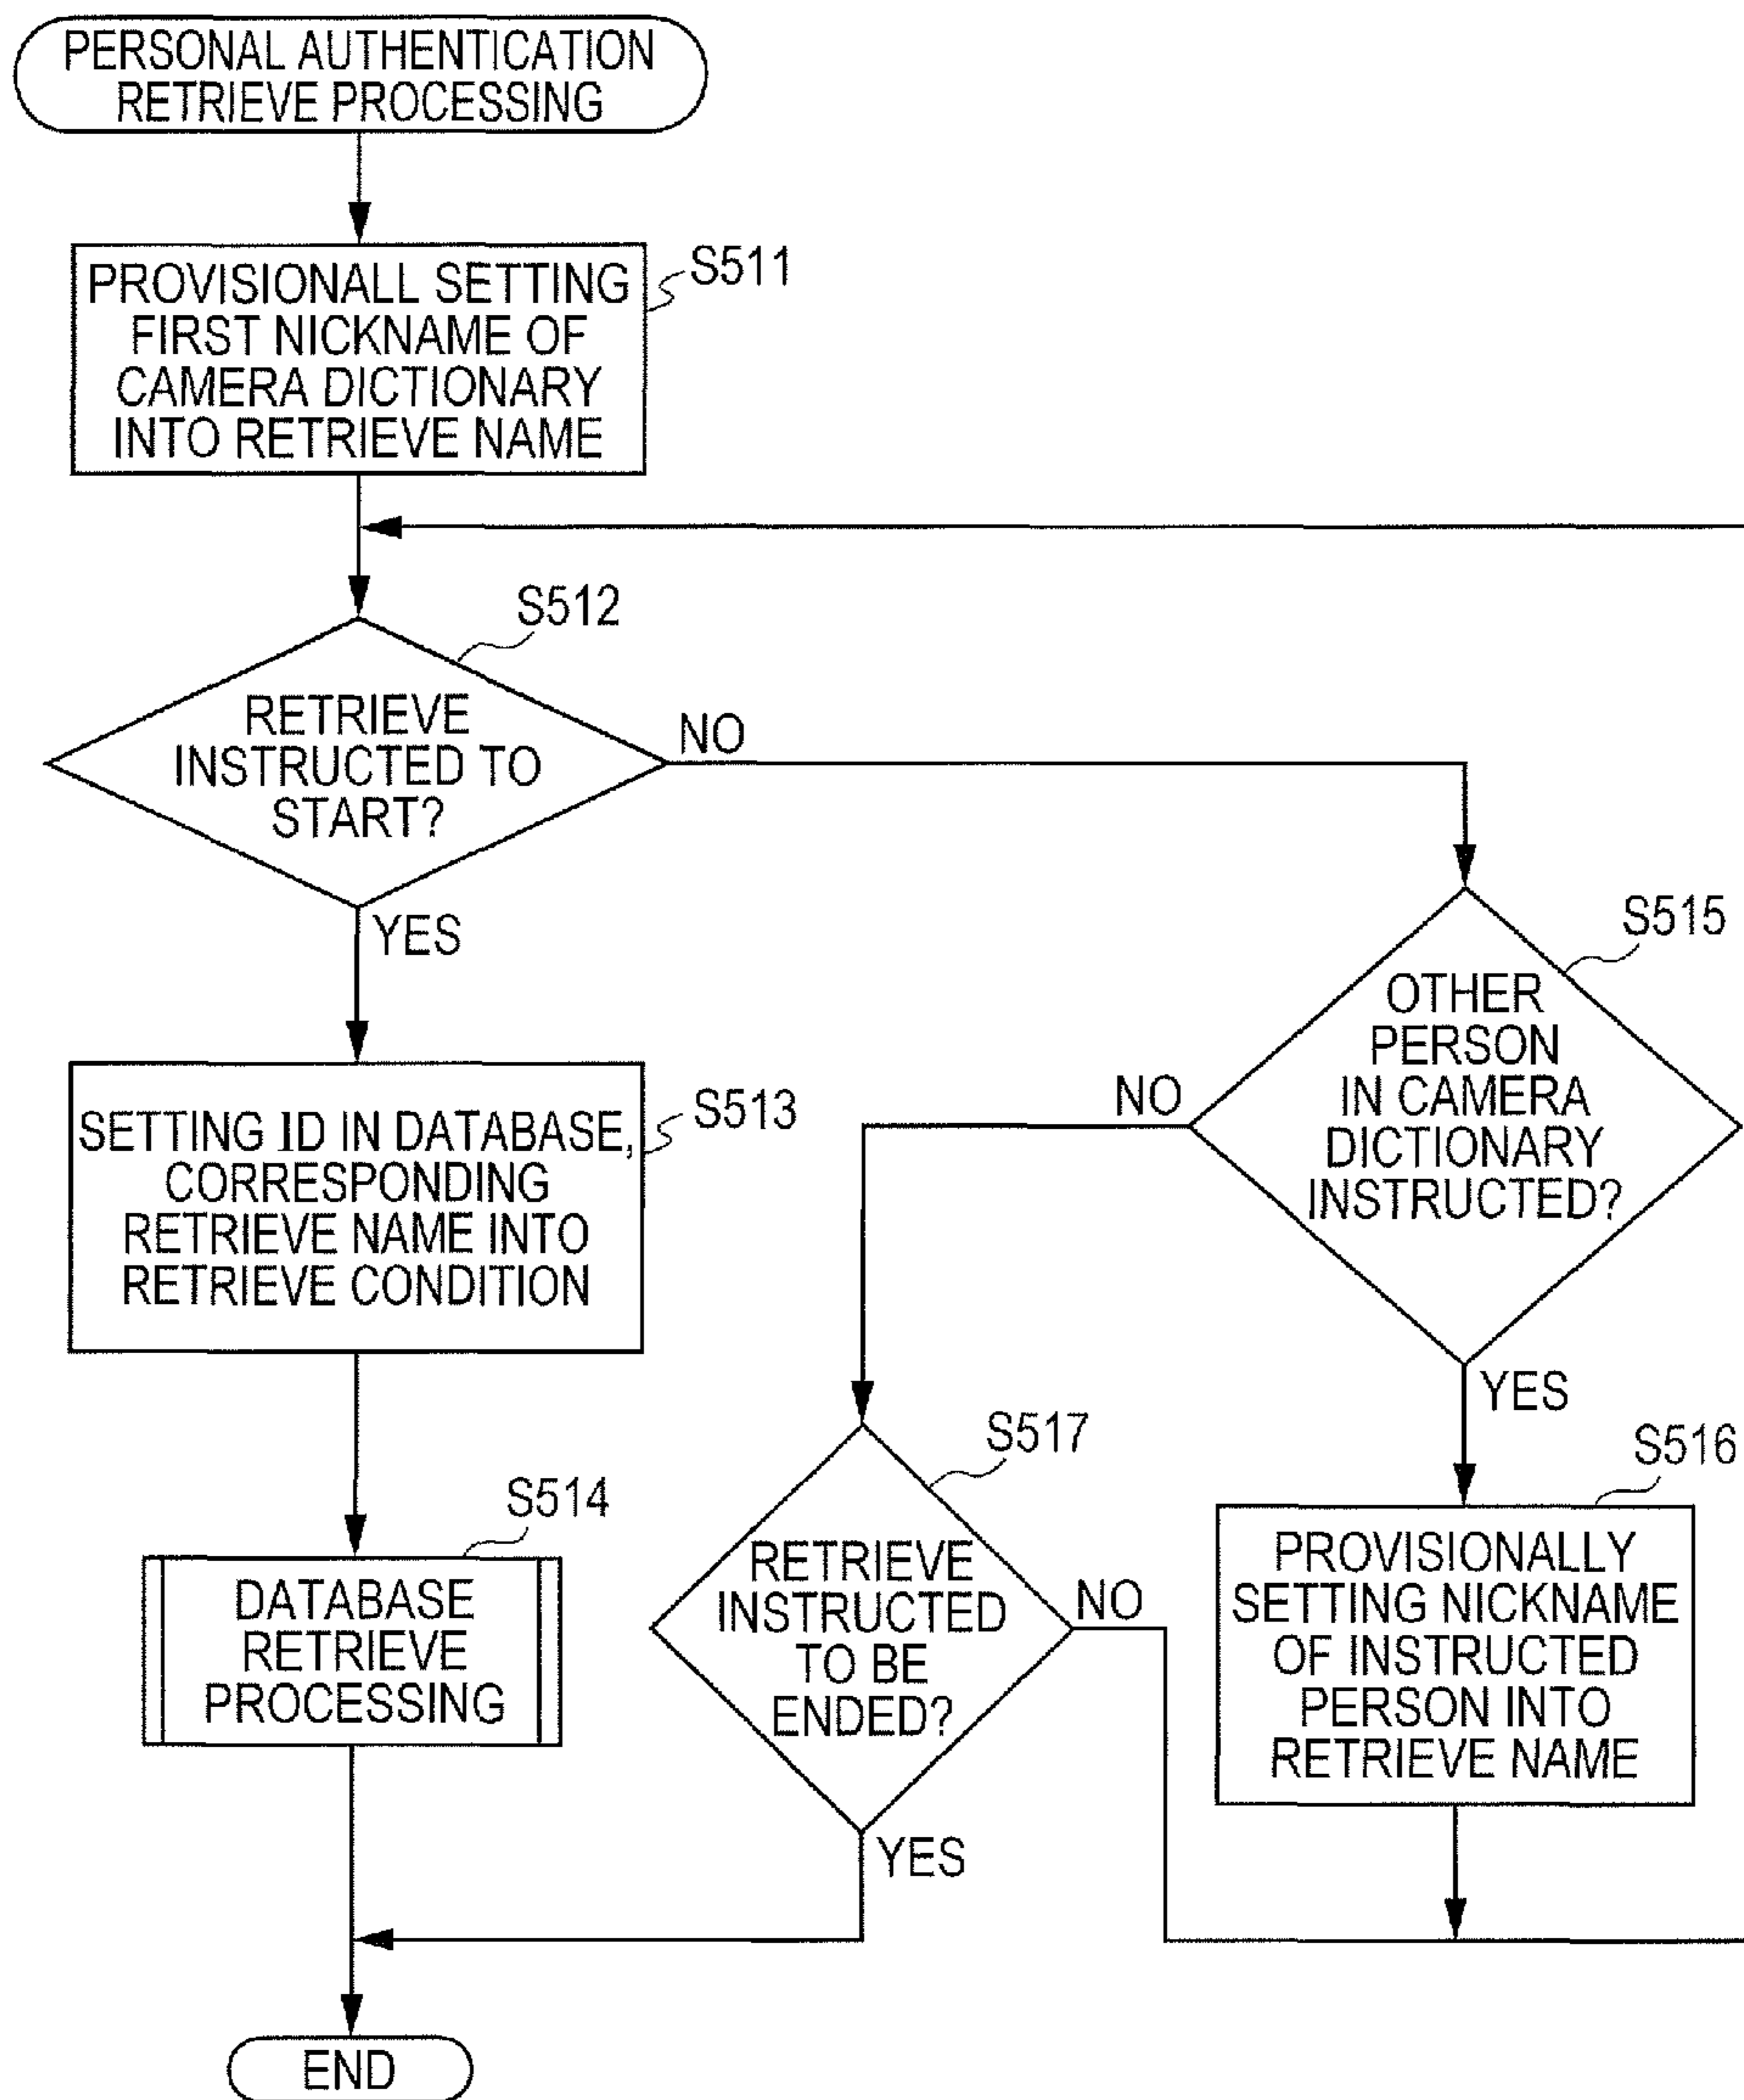 PERSONAL AUTHENTICATION
RETRIEVE PROCESSING
S511
PROVISIONALL SETTING
FIRST NICKNAME OF
CAMERA DICTIONARY
INTO RETRIEVE NAME
S512
RETRIEVE
INSTRUCTED TO
START?
NO
YES
S513
SETTING ID IN DATABASE,
CORRESPONDING
RETRIEVE NAME INTO
RETRIEVE CONDITION
S514
DATABASE
RETRIEVE
PROCESSING
S515
OTHER
PERSON
IN CAMERA
DICTIONARY
INSTRUCTED?
NO
YES
S516
PROVISIONALLY
SETTING NICKNAME
OF INSTRUCTED
PERSON INTO
RETRIEVE NAME
S517
RETRIEVE
INSTRUCTED
TO BE
ENDED?
NO
YES
END